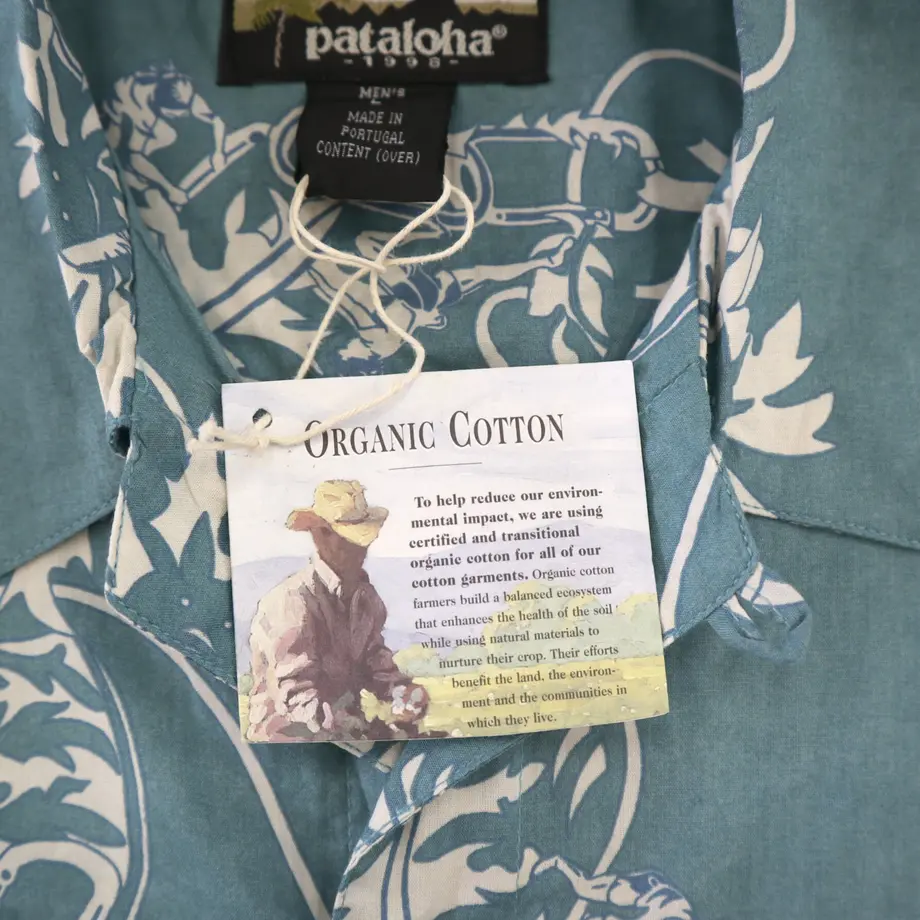 pataloha®
-1998-
MEN'S
L
MADE IN
PORTUGAL
CONTENT (OVER)
ORGANIC COTTON
To help reduce our environ-
mental impact, we are using
certified and transitional
organic cotton for all of our
cotton garments. Organic cotton
farmers build a balanced ecosystem
that enhances the health of the soil
while using natural materials to
nurture their crop. Their efforts
benefit the land, the environ-
ment and the communities in
which they live.